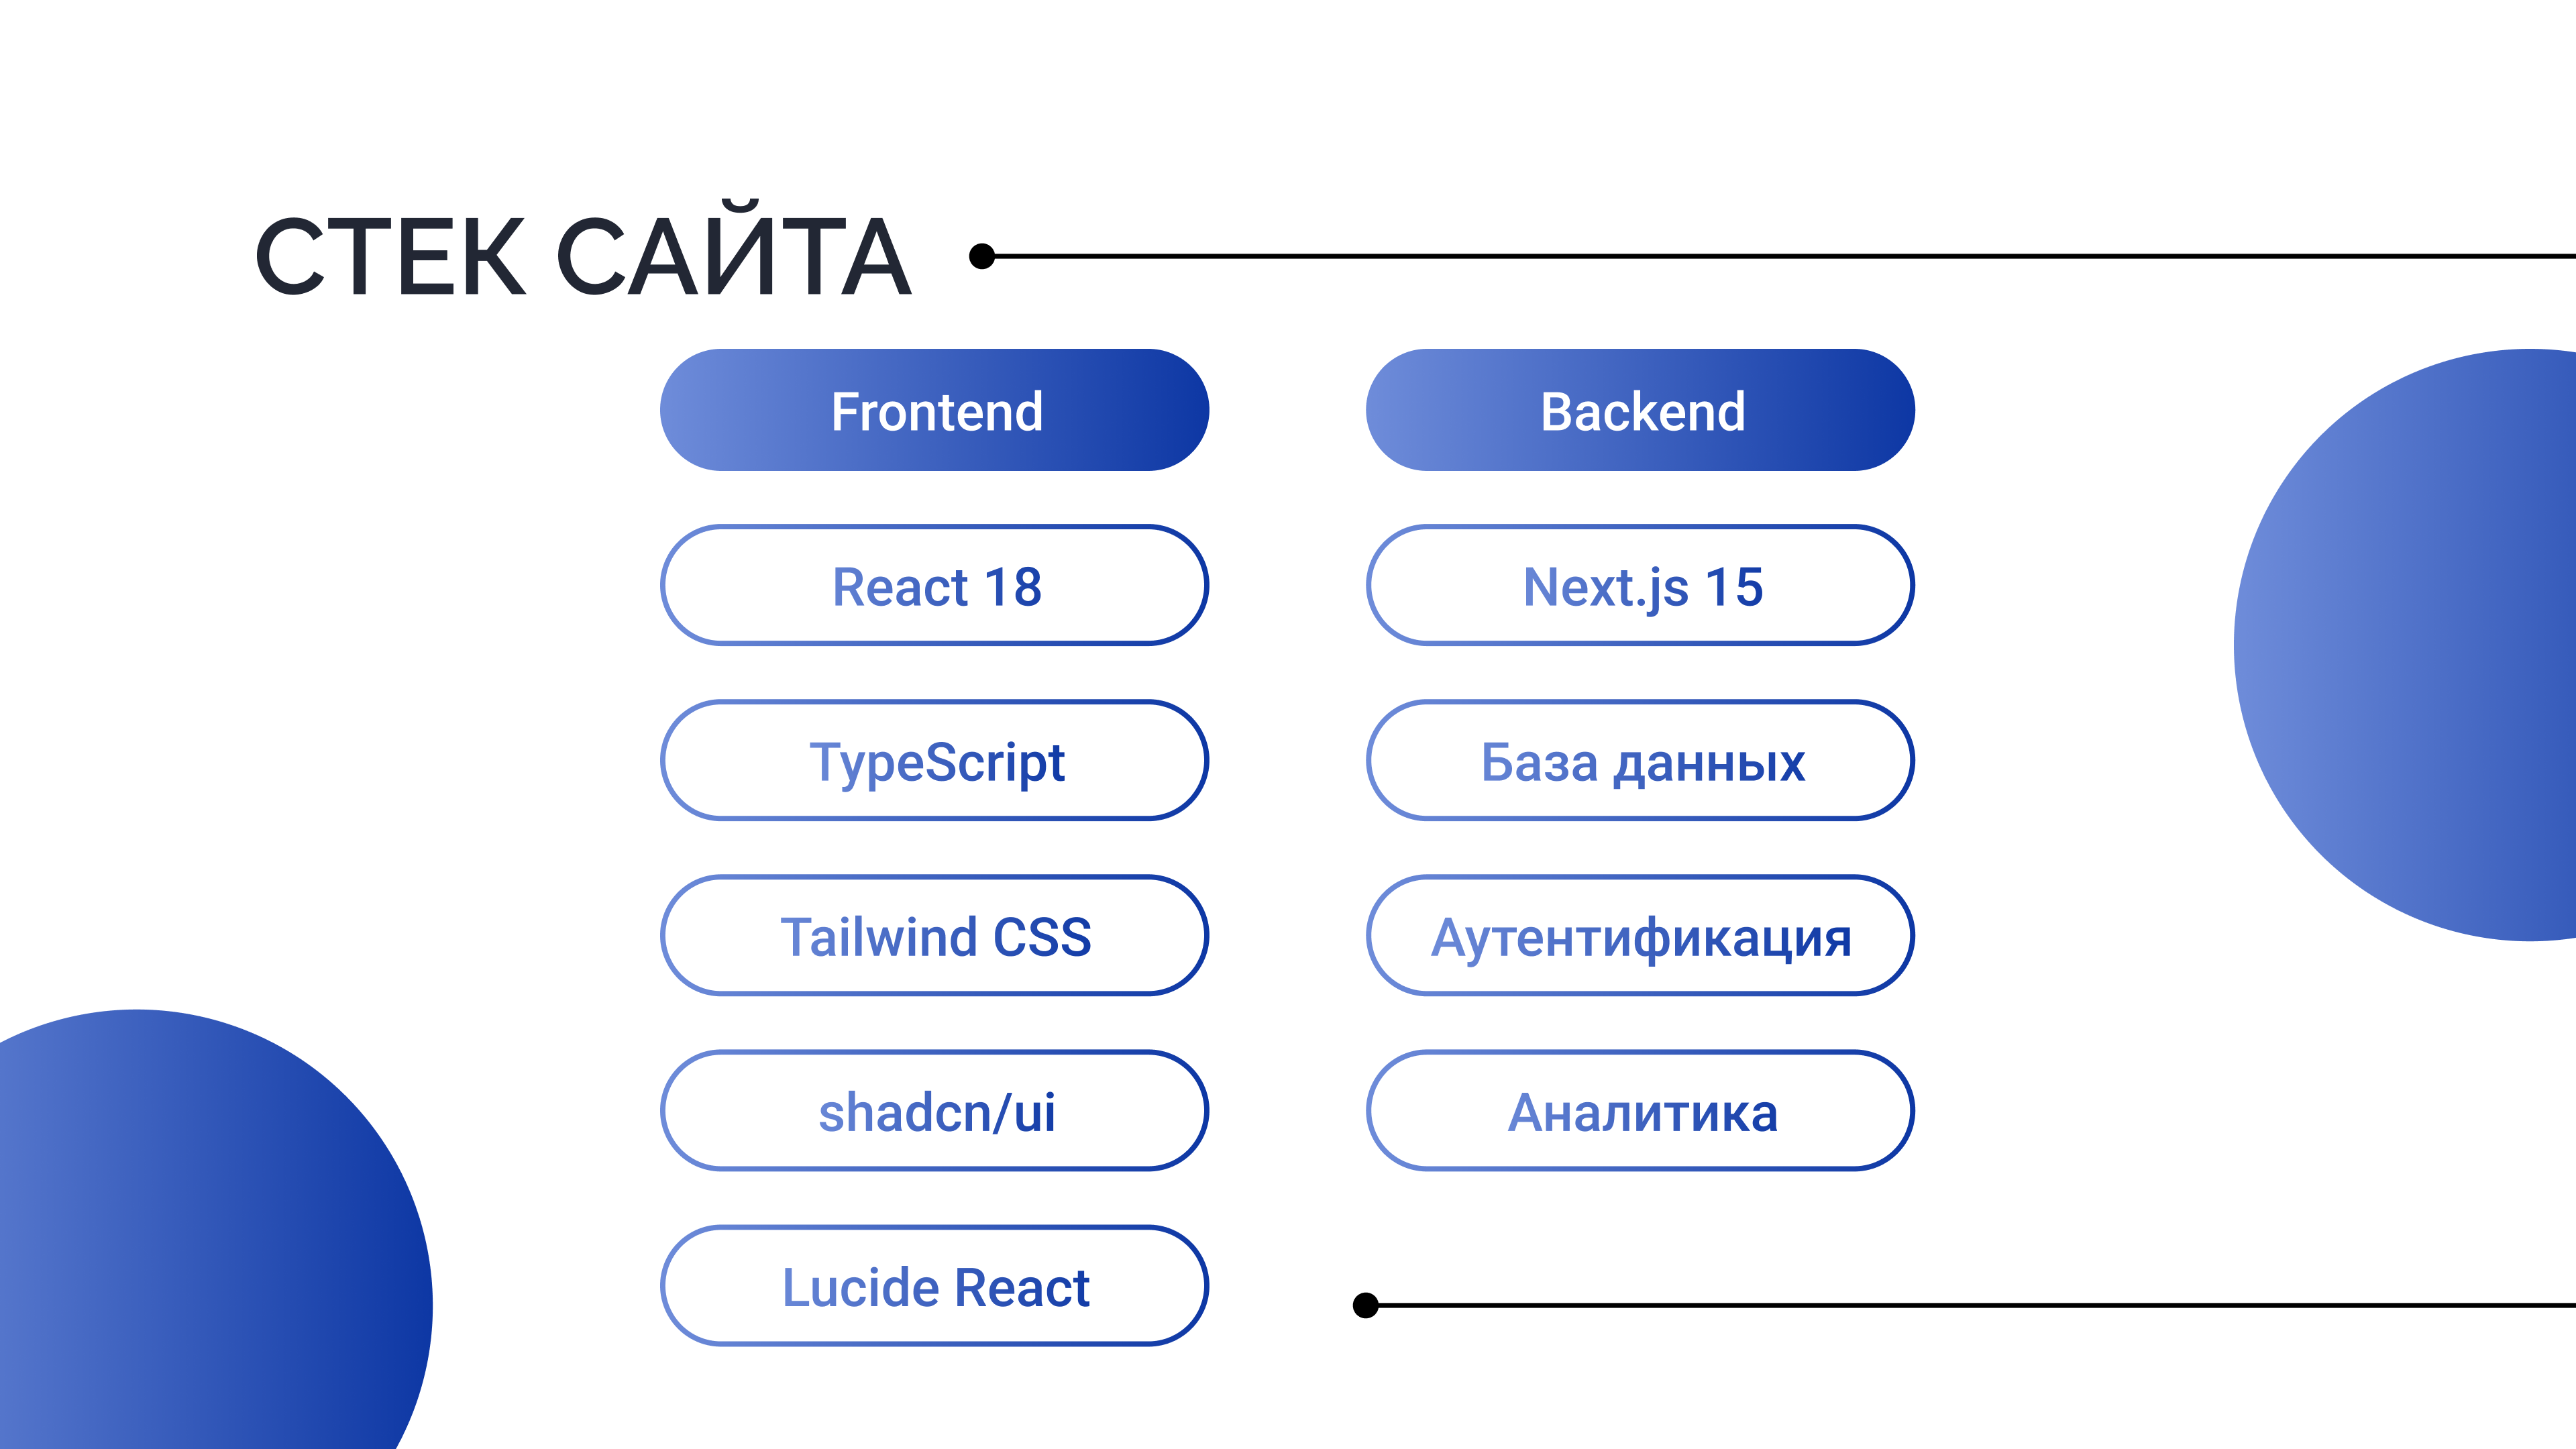 СТЕК САЙТА
Frontend
React 18
TypeScript
Tailwind CSS
shadcn/ui
Lucide React
Backend
Next.js 15
База данных
Аутентификация
Аналитика